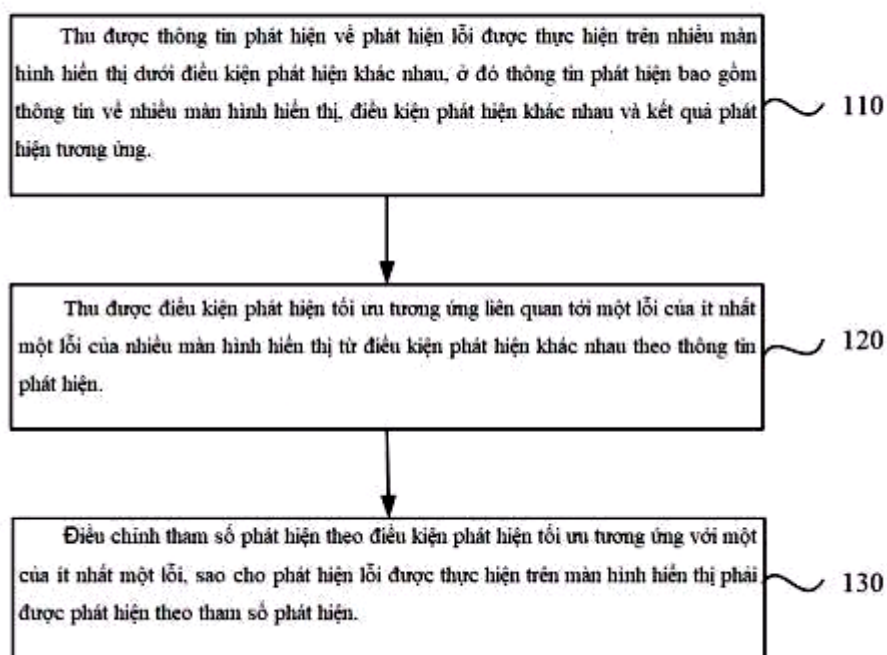 Thu được thông tin phát hiện về phát hiện lỗi được thực hiện trên nhiều màn
hình hiển thị dưới điều kiện phát hiện khác nhau, ở đó thông tin phát hiện bao gồm
thông tin về nhiều màn hình hiển thị, điều kiện phát hiện khác nhau và kết quả phát
hiện tương ứng.
110
Thu được điều kiện phát hiện tối ưu tương ứng liên quan tới một lỗi của ít nhất
một lỗi của nhiều màn hình hiển thị từ điều kiện phát hiện khác nhau theo thông tin
phát hiện.
120
Điều chỉnh tham số phát hiện theo điều kiện phát hiện tối ưu tương ứng với một
của ít nhất một lỗi, sao cho phát hiện lỗi được thực hiện trên màn hình hiển thị phải
được phát hiện theo tham số phát hiện.
130